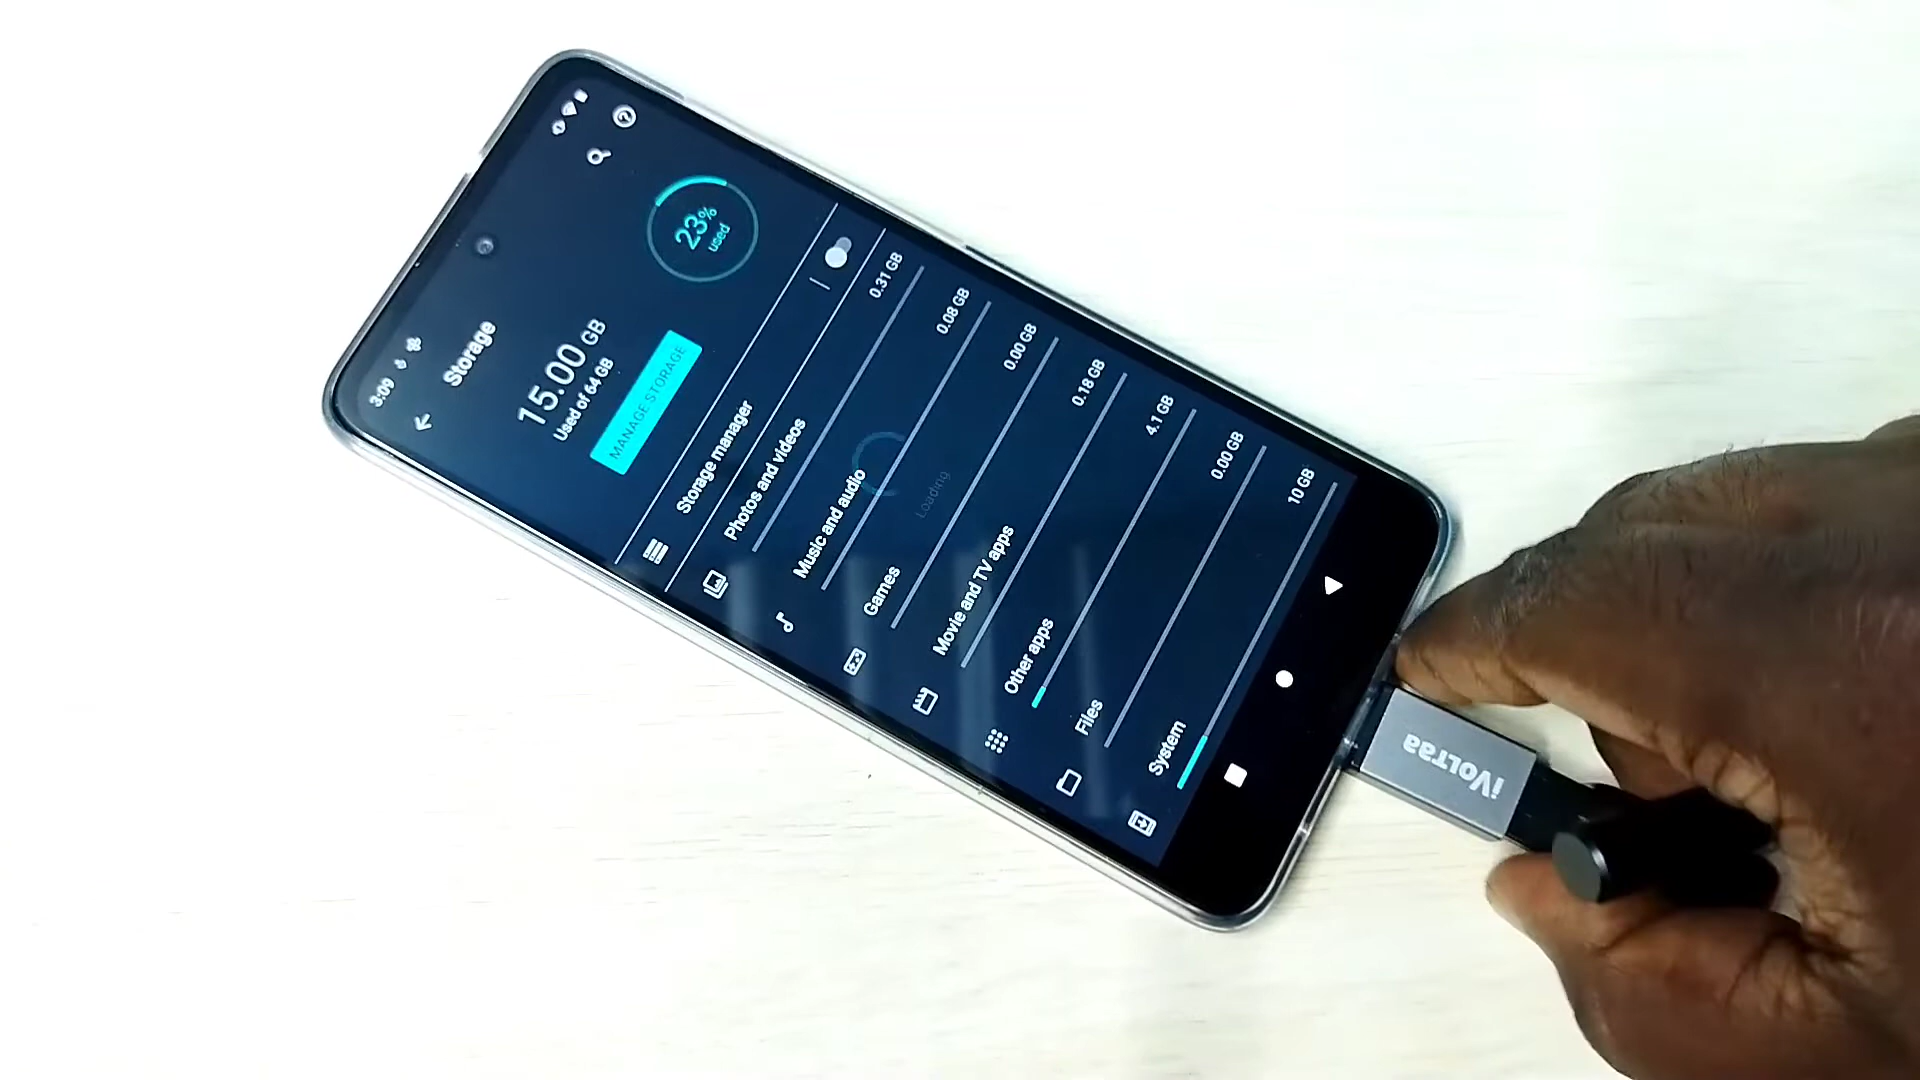 3:09
Storage
15.00 GB
Used of 64 GB
23%
used
MANAGE STORAGE
Storage manager
Photos and videos
0.31 GB
Music and audio
0.08 GB
Loading
Games
0.00 GB
Movie and TV apps
0.18 GB
Other apps
4.1 GB
Files
0.00 GB
System
10 GB
iVOLTAA